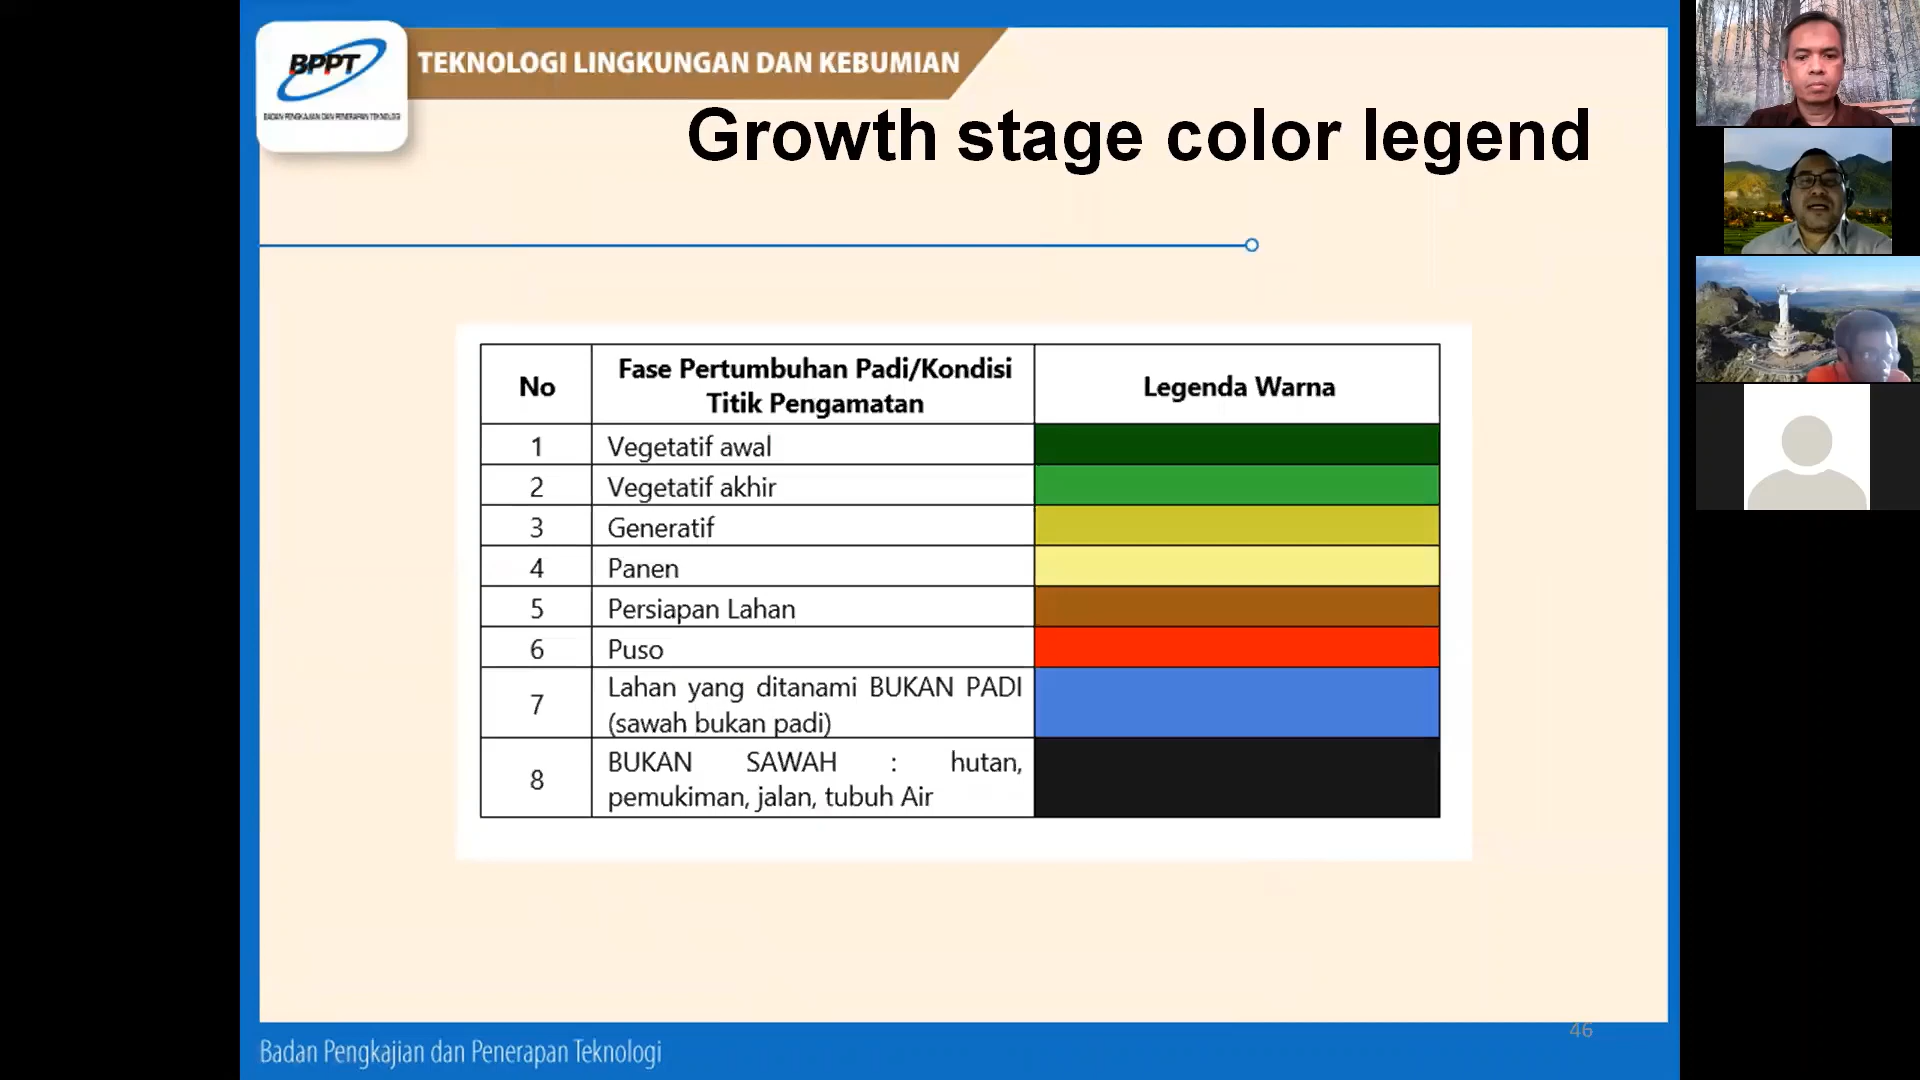 BPPT
BADAN PENGKAJIAN DAN PENERAPAN TEKNOLOGI
TEKNOLOGI LINGKUNGAN DAN KEBUMIAN
Growth stage color legend
No
Fase Pertumbuhan Padi/Kondisi
Titik Pengamatan
Legenda Warna
1 Vegetatif awal
2 Vegetatif akhir
3 Generatif
4 Panen
5 Persiapan Lahan
6 Puso
7
Lahan yang ditanami BUKAN PADI
(sawah bukan padi)
8
BUKAN SAWAH : hutan,
pemukiman, jalan, tubuh Air
46
Badan Pengkajian dan Penerapan Teknologi